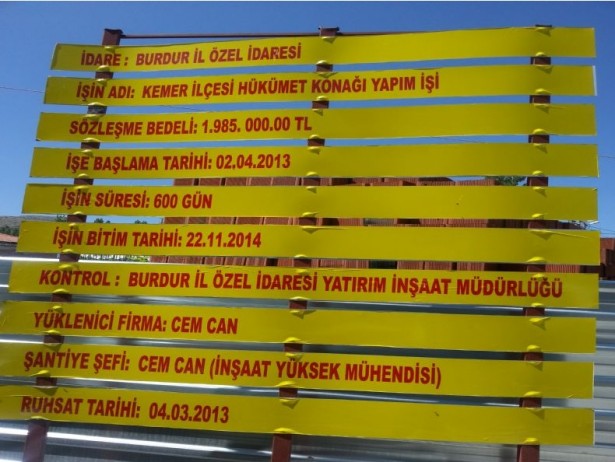 İDARE : BURDUR İL ÖZEL İDARESİ
İŞİN ADI: KEMER İLÇESİ HÜKÜMET KONAĞI YAPIM İŞİ
SÖZLEŞME BEDELİ: 1.985. 000.00 TL
İŞE BAŞLAMA TARİHİ: 02.04.2013
İŞİN SÜRESİ: 600 GÜN
İŞİN BİTİM TARİHİ: 22.11.2014
KONTROL : BURDUR İL ÖZEL İDARESİ YATIRIM İNŞAAT MÜDÜRLÜĞÜ
YÜKLENİCİ FİRMA: CEM CAN
ŞANTİYE ŞEFİ: CEM CAN (İNŞAAT YÜKSEK MÜHENDİSİ)
RUHSAT TARİHİ: 04.03.2013